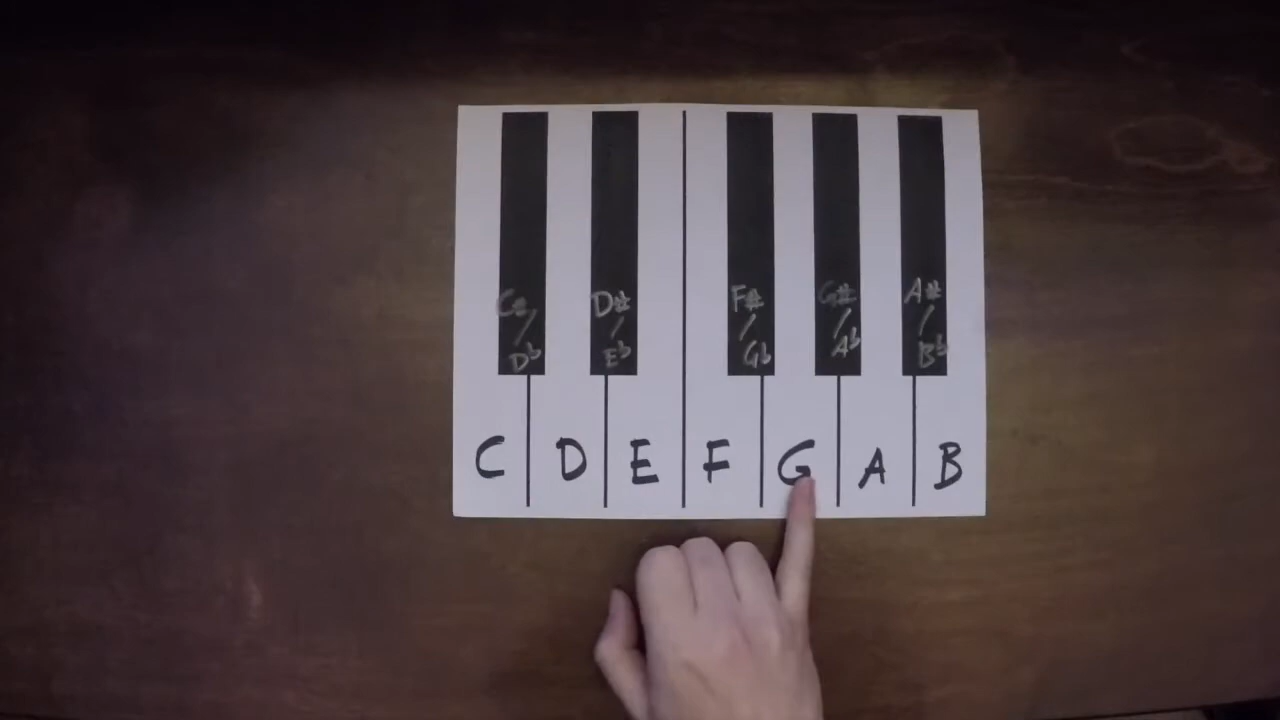 C# D# F# G# A#
/ / / / /
Db Eb Gb Ab Bb
C D E F G A B